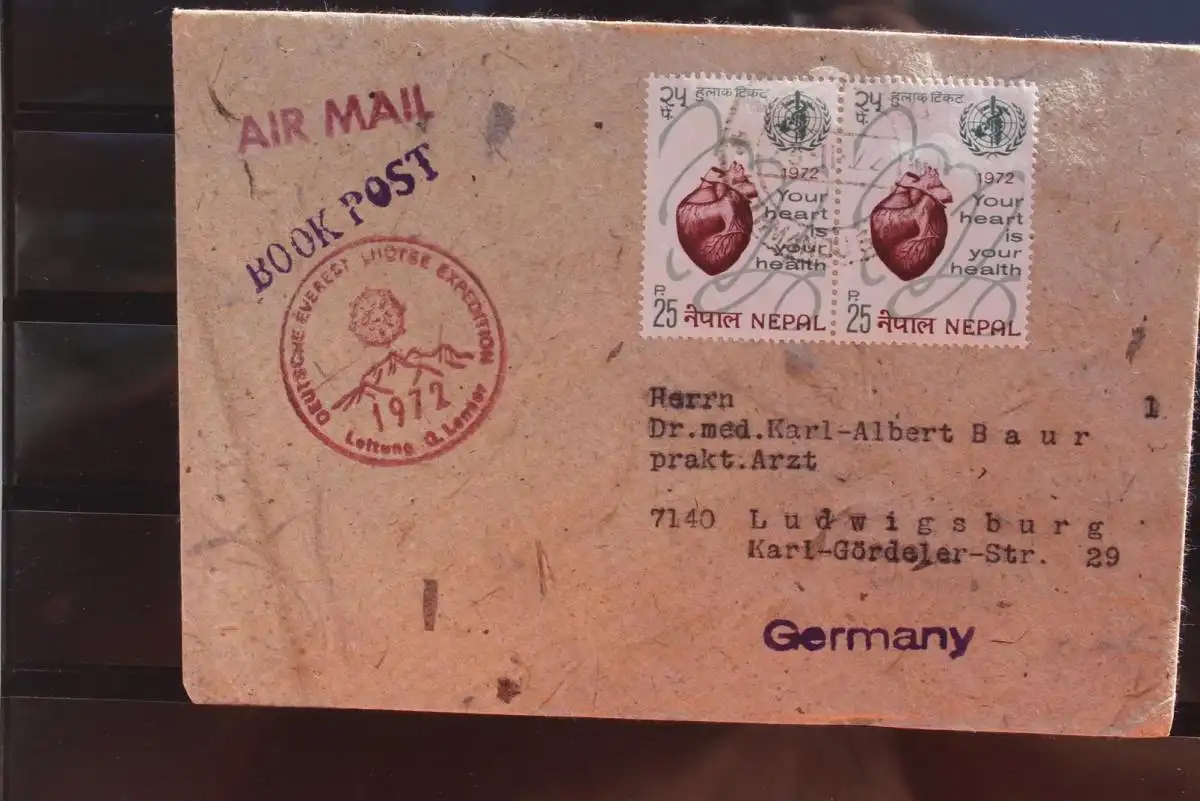 AIR MAIL
BOOK POST
DEUTSCHE EVEREST LHOTSE EXPEDITION
1972
Leitung G. Lenser
२५ हुलाक टिकट
पै.
1972
Your
heart
is
your
health
P.
25 नेपाल NEPAL
२५ हुलाक टिकट
पै.
1972
Your
heart
is
your
health
P.
25 नेपाल NEPAL
Herrn 1
Dr.med.Karl-Albert B a u r
prakt.Arzt
7140 L u d w i g s b u r g
Karl-Gördeler-Str. 29
Germany